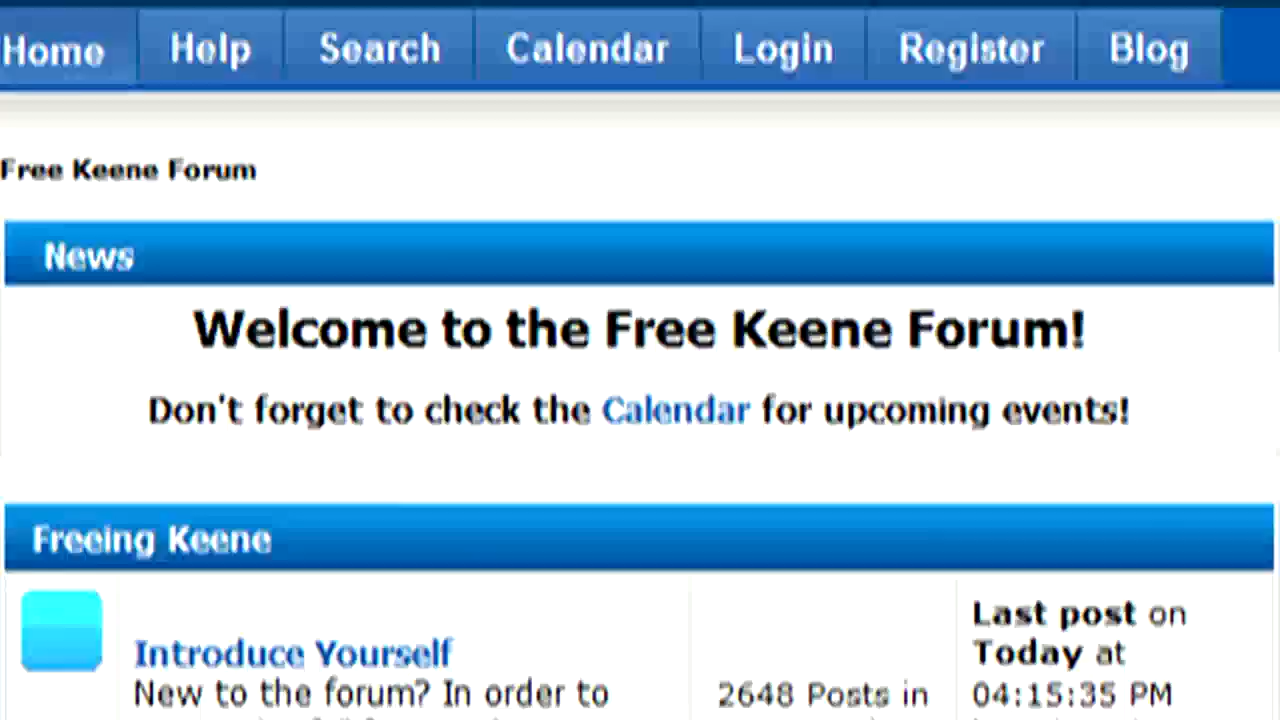 Home Help Search Calendar Login Register Blog
Free Keene Forum
News
Welcome to the Free Keene Forum!
Don't forget to check the Calendar for upcoming events!
Freeing Keene
Introduce Yourself
New to the forum? In order to
2648 Posts in
Last post on
Today at
04:15:35 PM